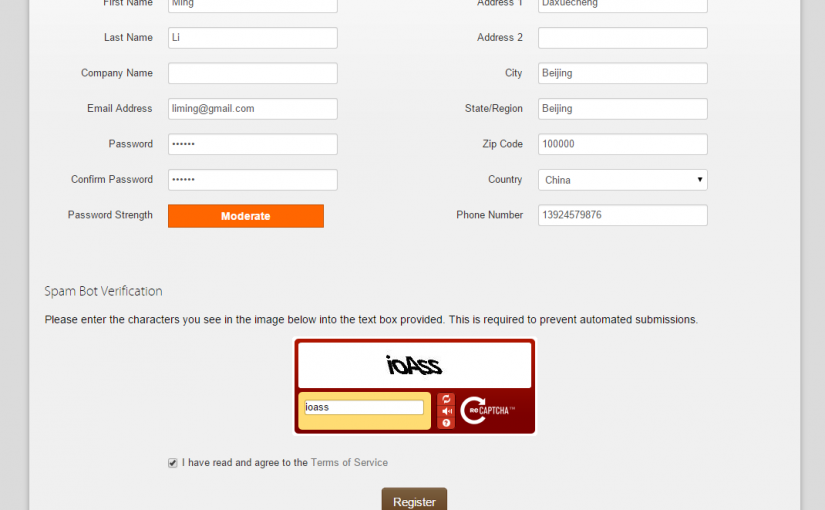 First Name Ming Address 1 Daxuecheng
Last Name Li Address 2
Company Name City Beijing
Email Address liming@gmail.com State/Region Beijing
Password •••••• Zip Code 100000
Confirm Password •••••• Country China
Password Strength Moderate Phone Number 13924579876
Spam Bot Verification
Please enter the characters you see in the image below into the text box provided. This is required to prevent automated submissions.
ioAss
ioass
reCAPTCHA™
I have read and agree to the Terms of Service
Register